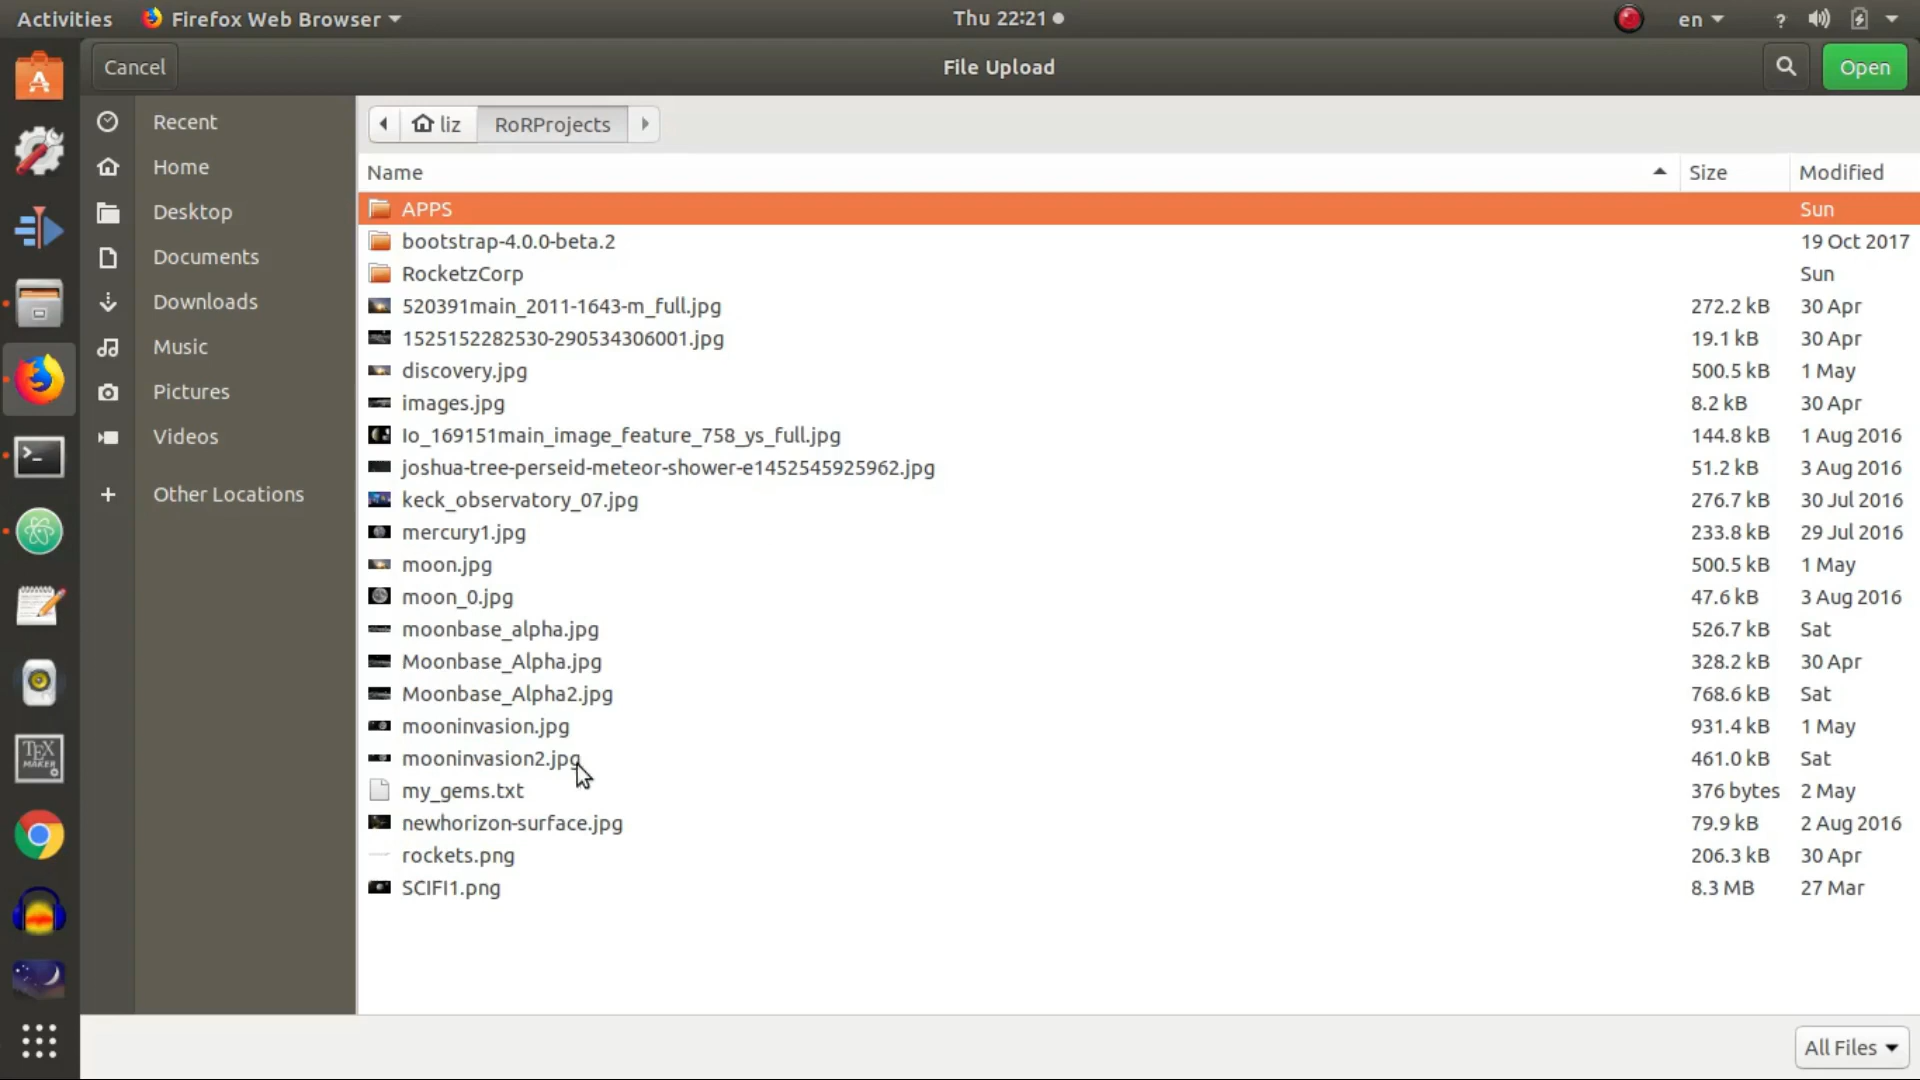 Activities Firefox Web Browser Thu 22:21 en ?
Cancel File Upload Open
Recent
Home
Desktop
Documents
Downloads
Music
Pictures
Videos
Other Locations
liz RoRProjects
Name Size Modified
APPS Sun
bootstrap-4.0.0-beta.2 19 Oct 2017
RocketzCorp Sun
520391main_2011-1643-m_full.jpg 272.2 kB 30 Apr
1525152282530-290534306001.jpg 19.1 kB 30 Apr
discovery.jpg 500.5 kB 1 May
images.jpg 8.2 kB 30 Apr
Io_169151main_image_feature_758_ys_full.jpg 144.8 kB 1 Aug 2016
joshua-tree-perseid-meteor-shower-e1452545925962.jpg 51.2 kB 3 Aug 2016
keck_observatory_07.jpg 276.7 kB 30 Jul 2016
mercury1.jpg 233.8 kB 29 Jul 2016
moon.jpg 500.5 kB 1 May
moon_0.jpg 47.6 kB 3 Aug 2016
moonbase_alpha.jpg 526.7 kB Sat
Moonbase_Alpha.jpg 328.2 kB 30 Apr
Moonbase_Alpha2.jpg 768.6 kB Sat
mooninvasion.jpg 931.4 kB 1 May
mooninvasion2.jpg 461.0 kB Sat
my_gems.txt 376 bytes 2 May
newhorizon-surface.jpg 79.9 kB 2 Aug 2016
rockets.png 206.3 kB 30 Apr
SCIFI1.png 8.3 MB 27 Mar
TEX
MAKER
All Files